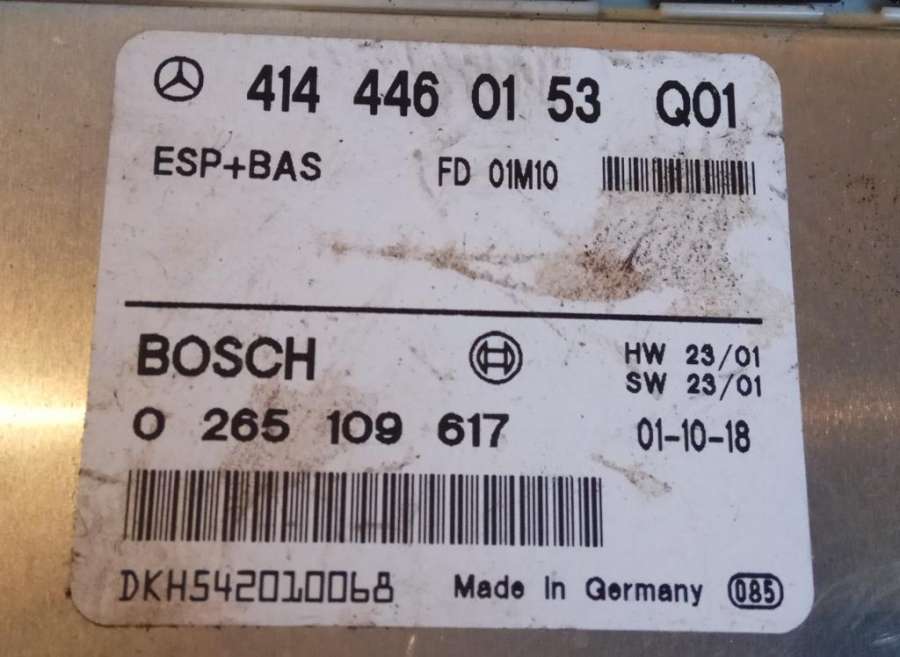 414 446 01 53 Q01
ESP+BAS FD 01M10
BOSCH HW 23/01
SW 23/01
0 265 109 617 01-10-18
DKH542010068 Made in Germany 085